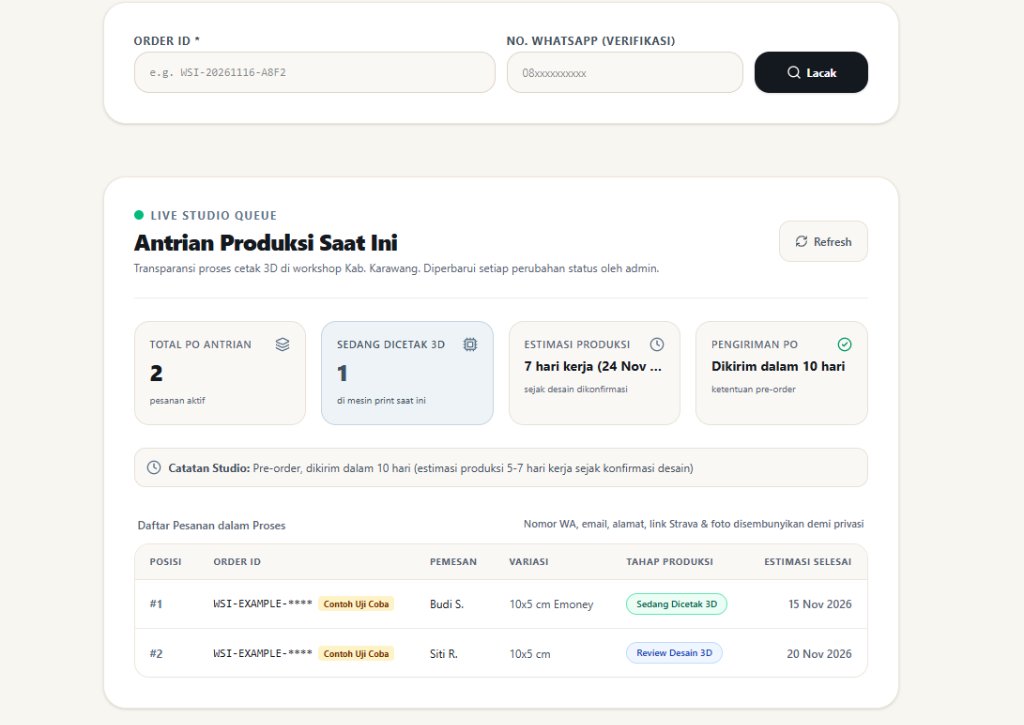 ORDER ID *
NO. WHATSAPP (VERIFIKASI)
e.g. WSI-20261116-A8F2
08xxxxxxxxxx
Lacak
LIVE STUDIO QUEUE
Antrian Produksi Saat Ini
Transparansi proses cetak 3D di workshop Kab. Karawang. Diperbarui setiap perubahan status oleh admin.
Refresh
TOTAL PO ANTRIAN
2
pesanan aktif
SEDANG DICETAK 3D
1
di mesin print saat ini
ESTIMASI PRODUKSI
7 hari kerja (24 Nov ...
sejak desain dikonfirmasi
PENGIRIMAN PO
Dikirim dalam 10 hari
ketentuan pre-order
Catatan Studio: Pre-order, dikirim dalam 10 hari (estimasi produksi 5-7 hari kerja sejak konfirmasi desain)
Daftar Pesanan dalam Proses
Nomor WA, email, alamat, link Strava & foto disembunyikan demi privasi
POSISI ORDER ID PEMESAN VARIASI TAHAP PRODUKSI ESTIMASI SELESAI
#1 WSI-EXAMPLE-**** Contoh Uji Coba Budi S. 10x5 cm Emoney Sedang Dicetak 3D 15 Nov 2026
#2 WSI-EXAMPLE-**** Contoh Uji Coba Siti R. 10x5 cm Review Desain 3D 20 Nov 2026